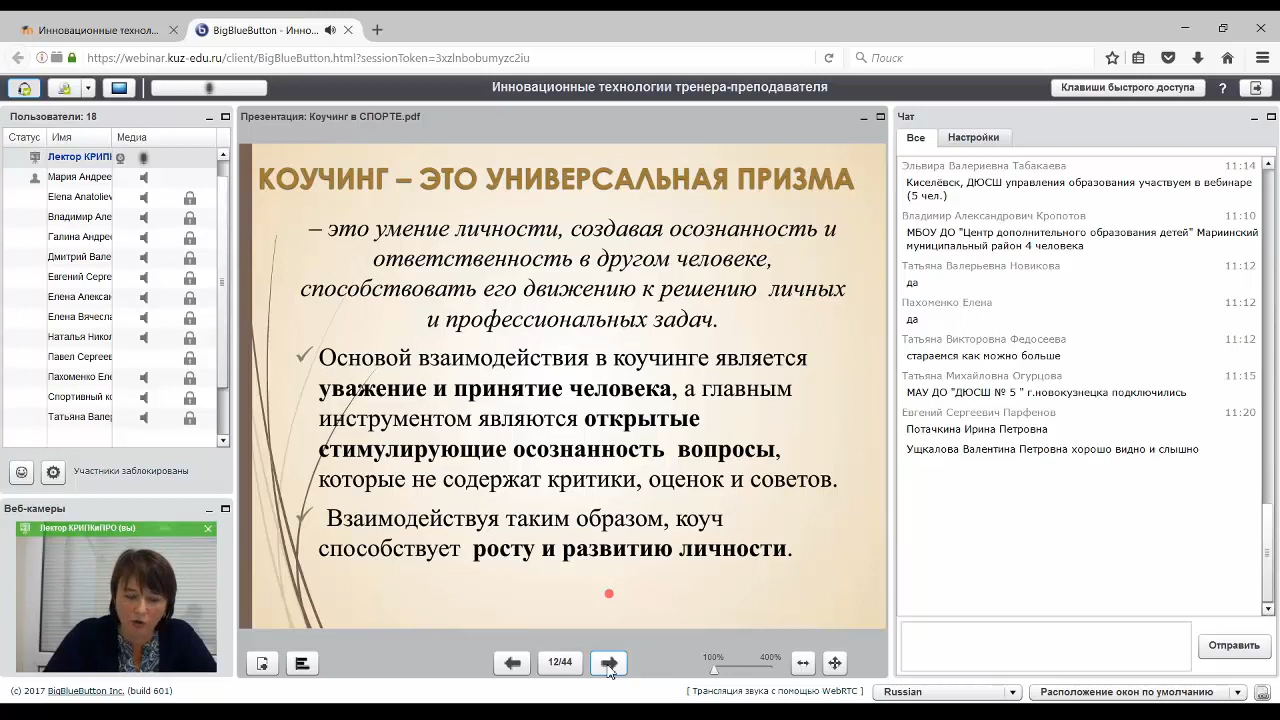 Инновационные технол...
BigBlueButton - Инно...
https://webinar.kuz-edu.ru/client/BigBlueButton.html?sessionToken=3xzlnbobumyzc2iu
Поиск
Инновационные технологии тренера-преподавателя
Клавиши быстрого доступа
?
Пользователи: 18
Статус Имя Медиа
Лектор КРИПК
Мария Андрее
Elena Anatoliev
Владимир Але
Галина Андрее
Дмитрий Вале
Евгений Серге
Елена Алексан
Елена Вячесла
Наталья Никол
Павел Сергеев
Пахоменко Еле
Спортивный ко
Татьяна Валер
Участники заблокированы
Веб-камеры
Лектор КРИПКиПРО (вы)
Презентация: Коучинг в СПОРТЕ.pdf
КОУЧИНГ – ЭТО УНИВЕРСАЛЬНАЯ ПРИЗМА
– это умение личности, создавая осознанность и
ответственность в другом человеке,
способствовать его движению к решению личных
и профессиональных задач.
Основой взаимодействия в коучинге является
уважение и принятие человека, а главным
инструментом являются открытые
стимулирующие осознанность вопросы,
которые не содержат критики, оценок и советов.
Взаимодействуя таким образом, коуч
способствует росту и развитию личности.
12/44
100% 400%
Чат
Все Настройки
Эльвира Валериевна Табакаева 11:14
Киселёвск, ДЮСШ управления образования участвуем в вебинаре
(5 чел.)
Владимир Александрович Кропотов 11:10
МБОУ ДО "Центр дополнительного образования детей" Мариинский
муниципальный район 4 человека
Татьяна Валерьевна Новикова 11:12
да
Пахоменко Елена 11:12
да
Татьяна Викторовна Федосеева 11:12
стараемся как можно больше
Татьяна Михайловна Огурцова 11:15
МАУ ДО "ДЮСШ № 5 " г.новокузнецка подключились
Евгений Сергеевич Парфенов 11:20
Потачкина Ирина Петровна
Ущкалова Валентина Петровна хорошо видно и слышно
Отправить
(c) 2017 BigBlueButton Inc. (build 601)
[ Трансляция звука с помощью WebRTC ]
Russian
Расположение окон по умолчанию